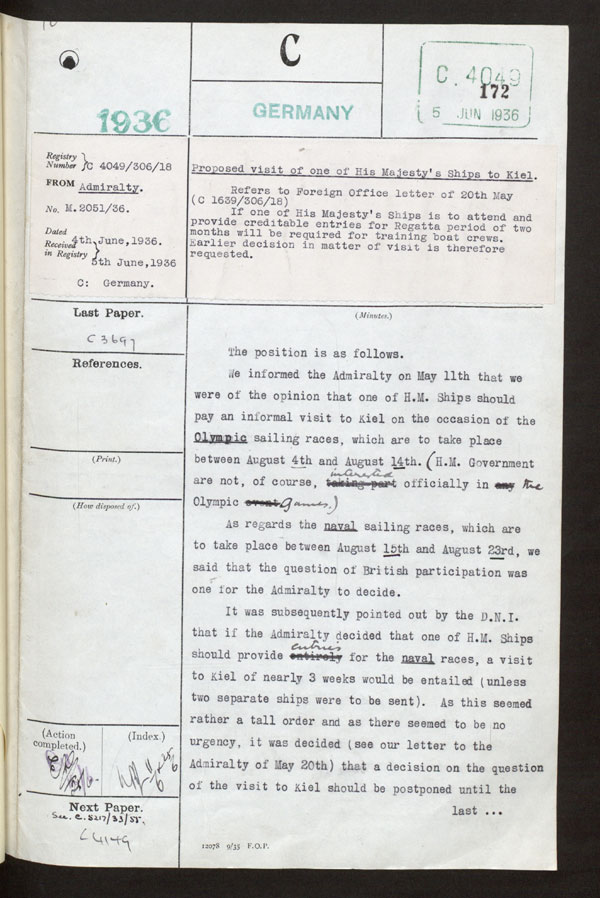 C
C. 4049
172
5 JUN 1936
1936
GERMANY
Registry
Number } C 4049/306/18
FROM Admiralty.
No. M.2051/36.
Dated
Received
in Registry }
4th June, 1936.
5th June, 1936
C: Germany.
Proposed visit of one of His Majesty's Ships to Kiel.
Refers to Foreign Office letter of 20th May
(C 1639/306/18)
If one of His Majesty's Ships is to attend and
provide creditable entries for Regatta period of two
months will be required for training boat crews.
Earlier decision in matter of visit is therefore
requested.
Last Paper.
C 3697
References.
(Print.)
(How disposed of.)
(Action
completed.)
(Index.)
Next Paper.
See. C. 5217/33/55.
C 4149
(Minutes.)
The position is as follows.
We informed the Admiralty on May 11th that we
were of the opinion that one of H.M. Ships should
pay an informal visit to Kiel on the occasion of the
Olympic sailing races, which are to take place
between August 4th and August 14th. (H.M. Government
are not, of course, taking part interested officially in any the
Olympic event Games.)
As regards the naval sailing races, which are
to take place between August 15th and August 23rd, we
said that the question of British participation was
one for the Admiralty to decide.
It was subsequently pointed out by the D.N.I.
that if the Admiralty decided that one of H.M. Ships
should provide entirely entries for the naval races, a visit
to Kiel of nearly 3 weeks would be entailed (unless
two separate ships were to be sent). As this seemed
rather a tall order and as there seemed to be no
urgency, it was decided (see our letter to the
Admiralty of May 20th) that a decision on the question
of the visit to Kiel should be postponed until the
last ...
12078 9/35 F.O.P.